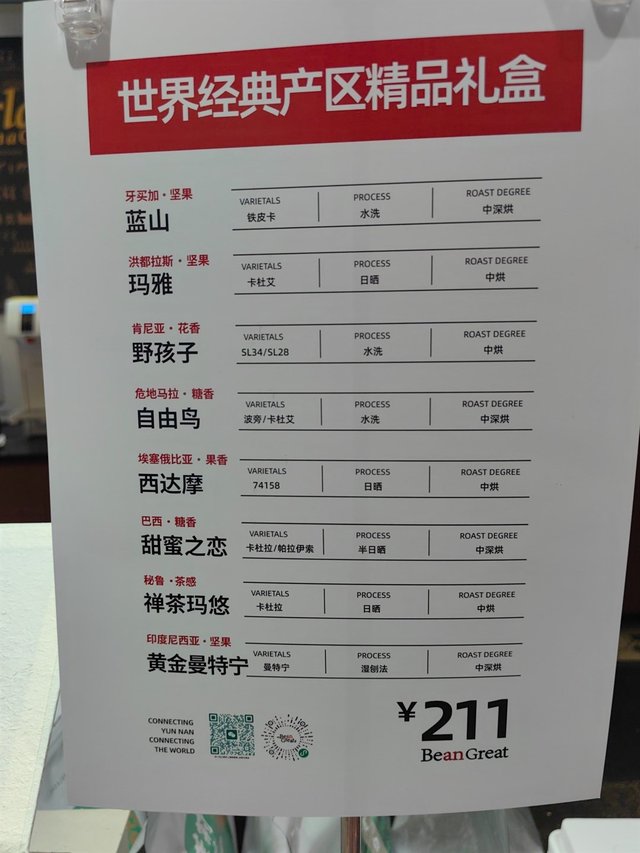 世界经典产区精品礼盒
牙买加·坚果
蓝山
VARIETALS PROCESS ROAST DEGREE
铁皮卡 水洗 中深烘
洪都拉斯·坚果
玛雅
VARIETALS PROCESS ROAST DEGREE
卡杜艾 日晒 中烘
肯尼亚·花香
野孩子
VARIETALS PROCESS ROAST DEGREE
SL34/SL28 水洗 中烘
危地马拉·糖香
自由鸟
VARIETALS PROCESS ROAST DEGREE
波旁/卡杜艾 水洗 中深烘
埃塞俄比亚·果香
西达摩
VARIETALS PROCESS ROAST DEGREE
74158 日晒 中烘
巴西·糖香
甜蜜之恋
VARIETALS PROCESS ROAST DEGREE
卡杜拉/帕拉伊索 半日晒 中深烘
秘鲁·茶感
禅茶玛悠
VARIETALS PROCESS ROAST DEGREE
卡杜拉 日晒 中烘
印度尼西亚·坚果
黄金曼特宁
VARIETALS PROCESS ROAST DEGREE
曼特宁 湿刨法 中深烘
CONNECTING
YUN NAN
CONNECTING
THE WORLD
¥211
BeanGreat